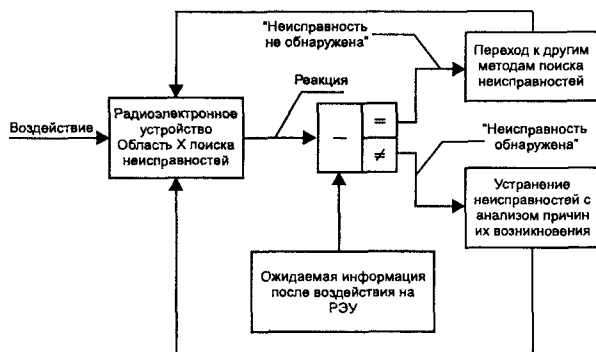 "Неисправность
не обнаружена"
Переход к другим
методам поиска
неисправностей
Реакция
Воздействие
Радиоэлектронное
устройство
Область X поиска
неисправностей
–
=
≠
"Неисправность
обнаружена"
Устранение
неисправностей с
анализом причин
их возникновения
Ожидаемая информация
после воздействия на
РЭУ